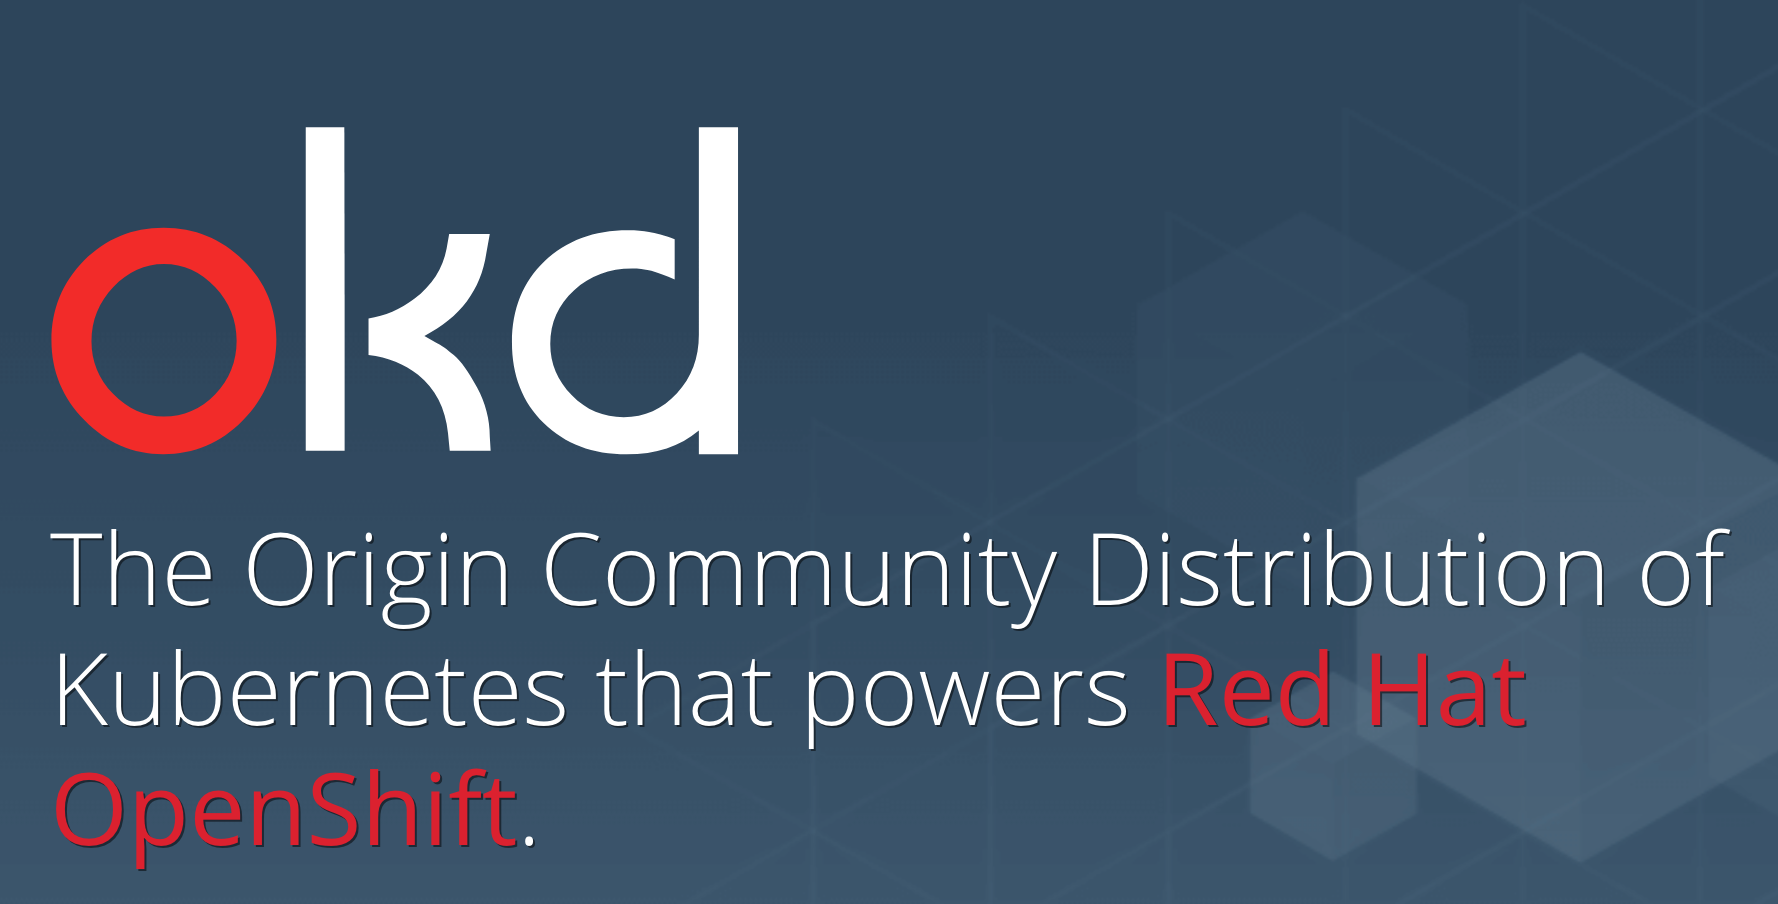 okd
The Origin Community Distribution of
Kubernetes that powers Red Hat
OpenShift.